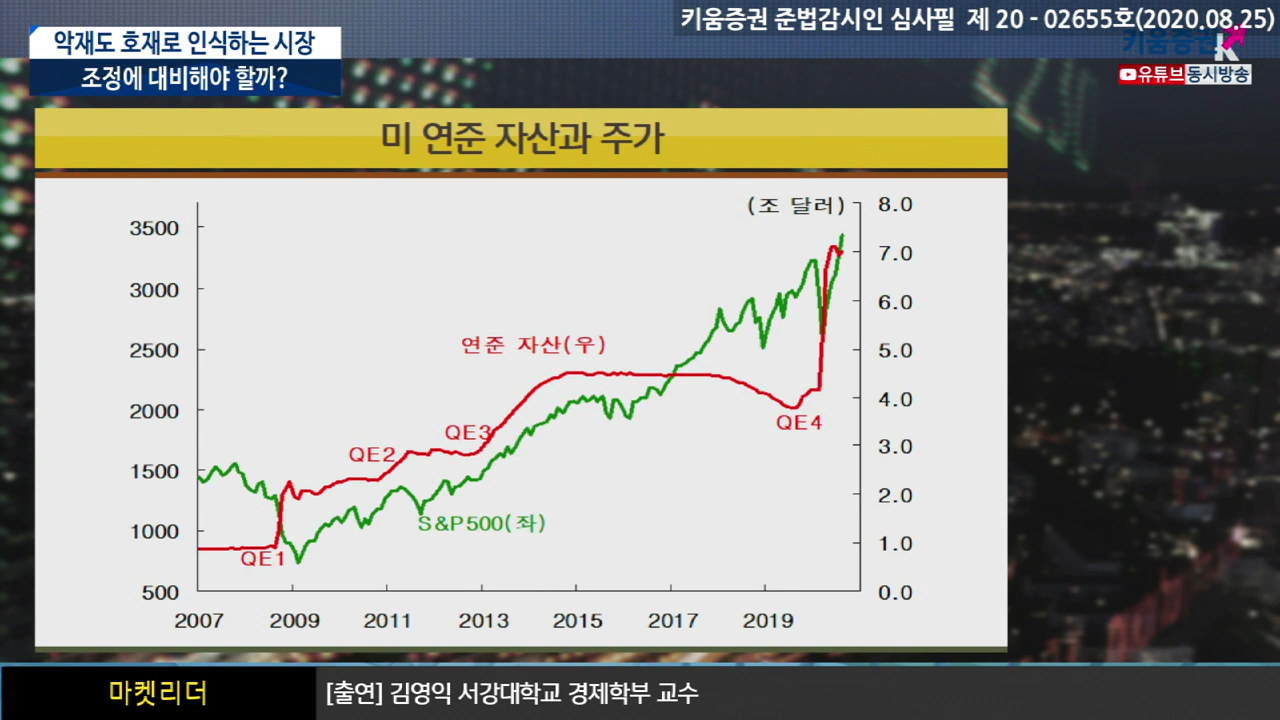 키움증권 준법감시인 심사필 제 20 - 02655호(2020.08.25)
악재도 호재로 인식하는 시장
조정에 대비해야 할까?
키움증권
유튜브동시방송
미 연준 자산과 주가
(조 달러)
3500
3000
2500
2000
1500
1000
500
8.0
7.0
6.0
5.0
4.0
3.0
2.0
1.0
0.0
연준 자산(우)
QE4
QE3
QE2
S&P500(좌)
QE1
2007 2009 2011 2013 2015 2017 2019
마켓리더
[출연] 김영익 서강대학교 경제학부 교수